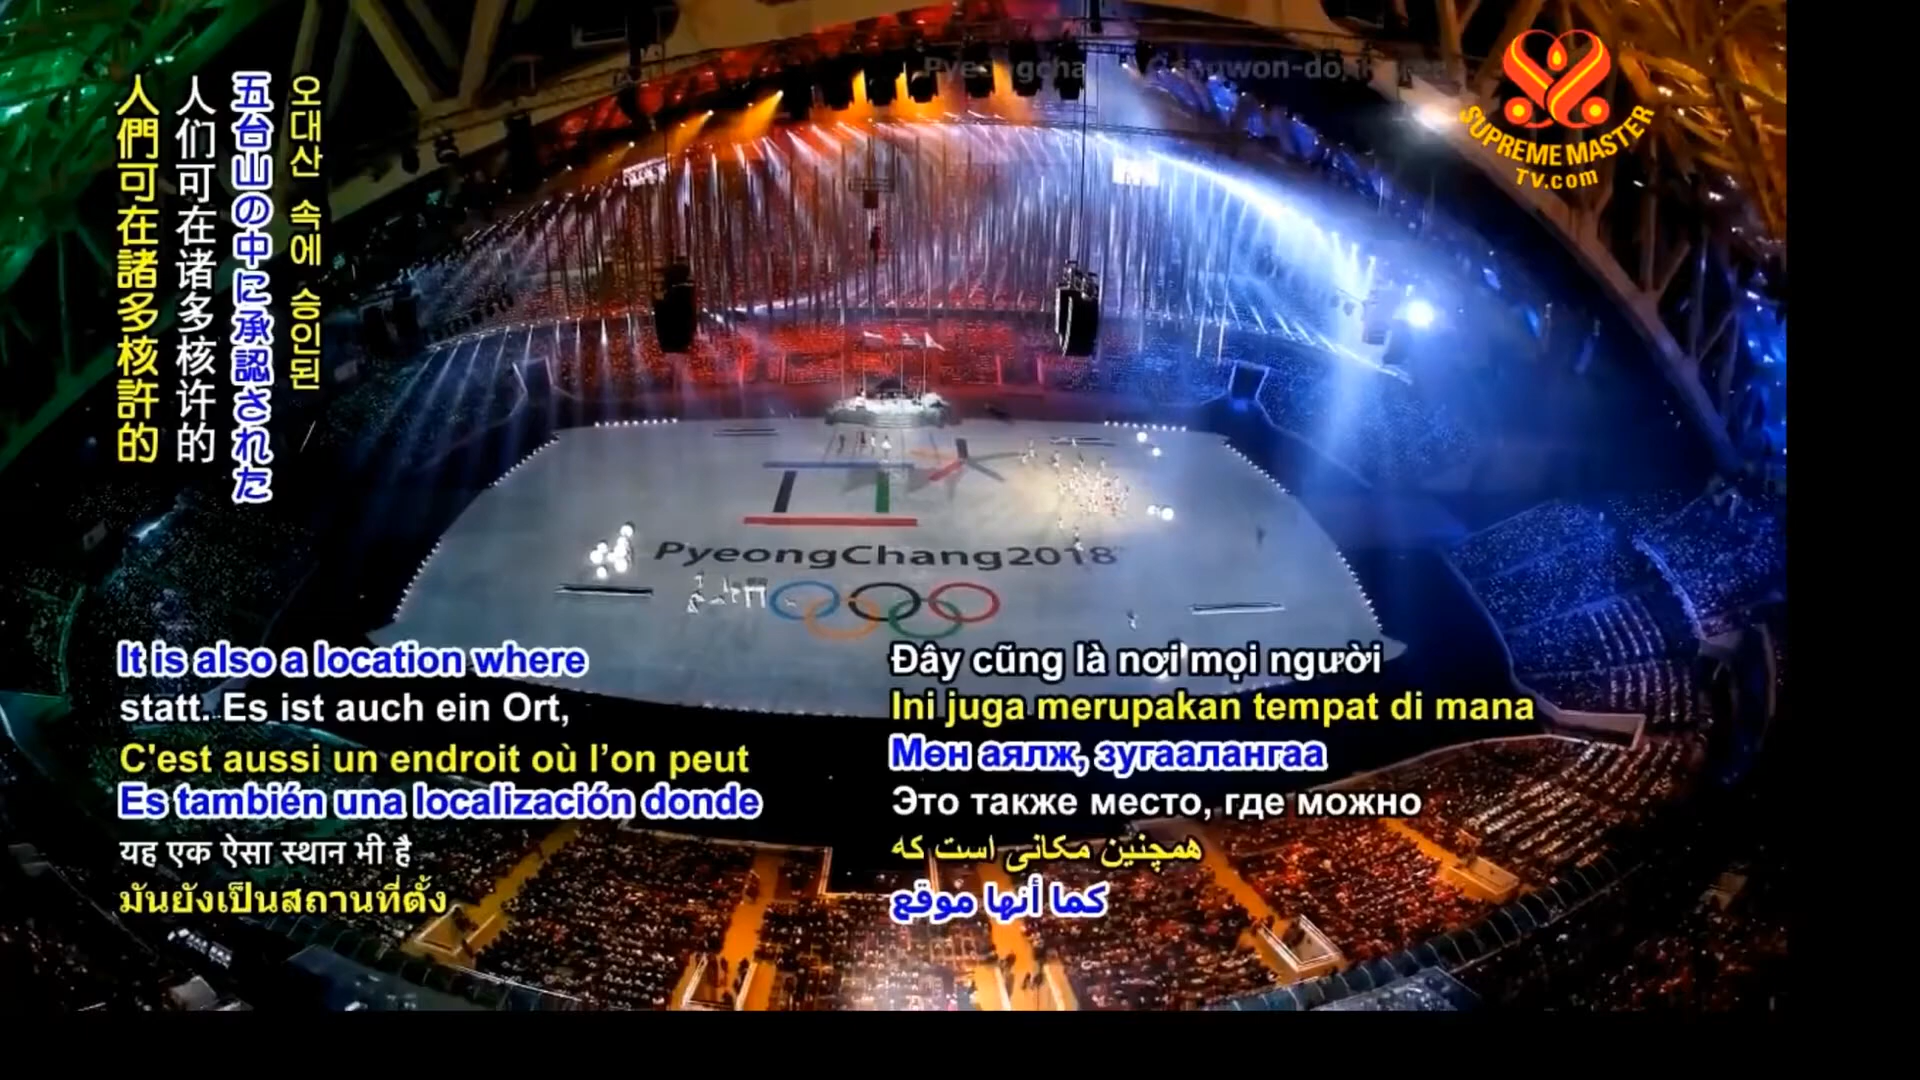 오대산 속에 승인된
五台山の中に承認された
人们可在诸多核许的
人們可在諸多核許的
SUPREME MASTER
TV.com
PyeongChang2018
It is also a location where
statt. Es ist auch ein Ort,
C'est aussi un endroit où l’on peut
Es también una localización donde
यह एक ऐसा स्थान भी है
มันยังเป็นสถานที่ตั้ง
Đây cũng là nơi mọi người
Ini juga merupakan tempat di mana
Мөн аялж, зугаалангаа
Это также место, где можно
همچنین مکانی است که
كما أنها موقع